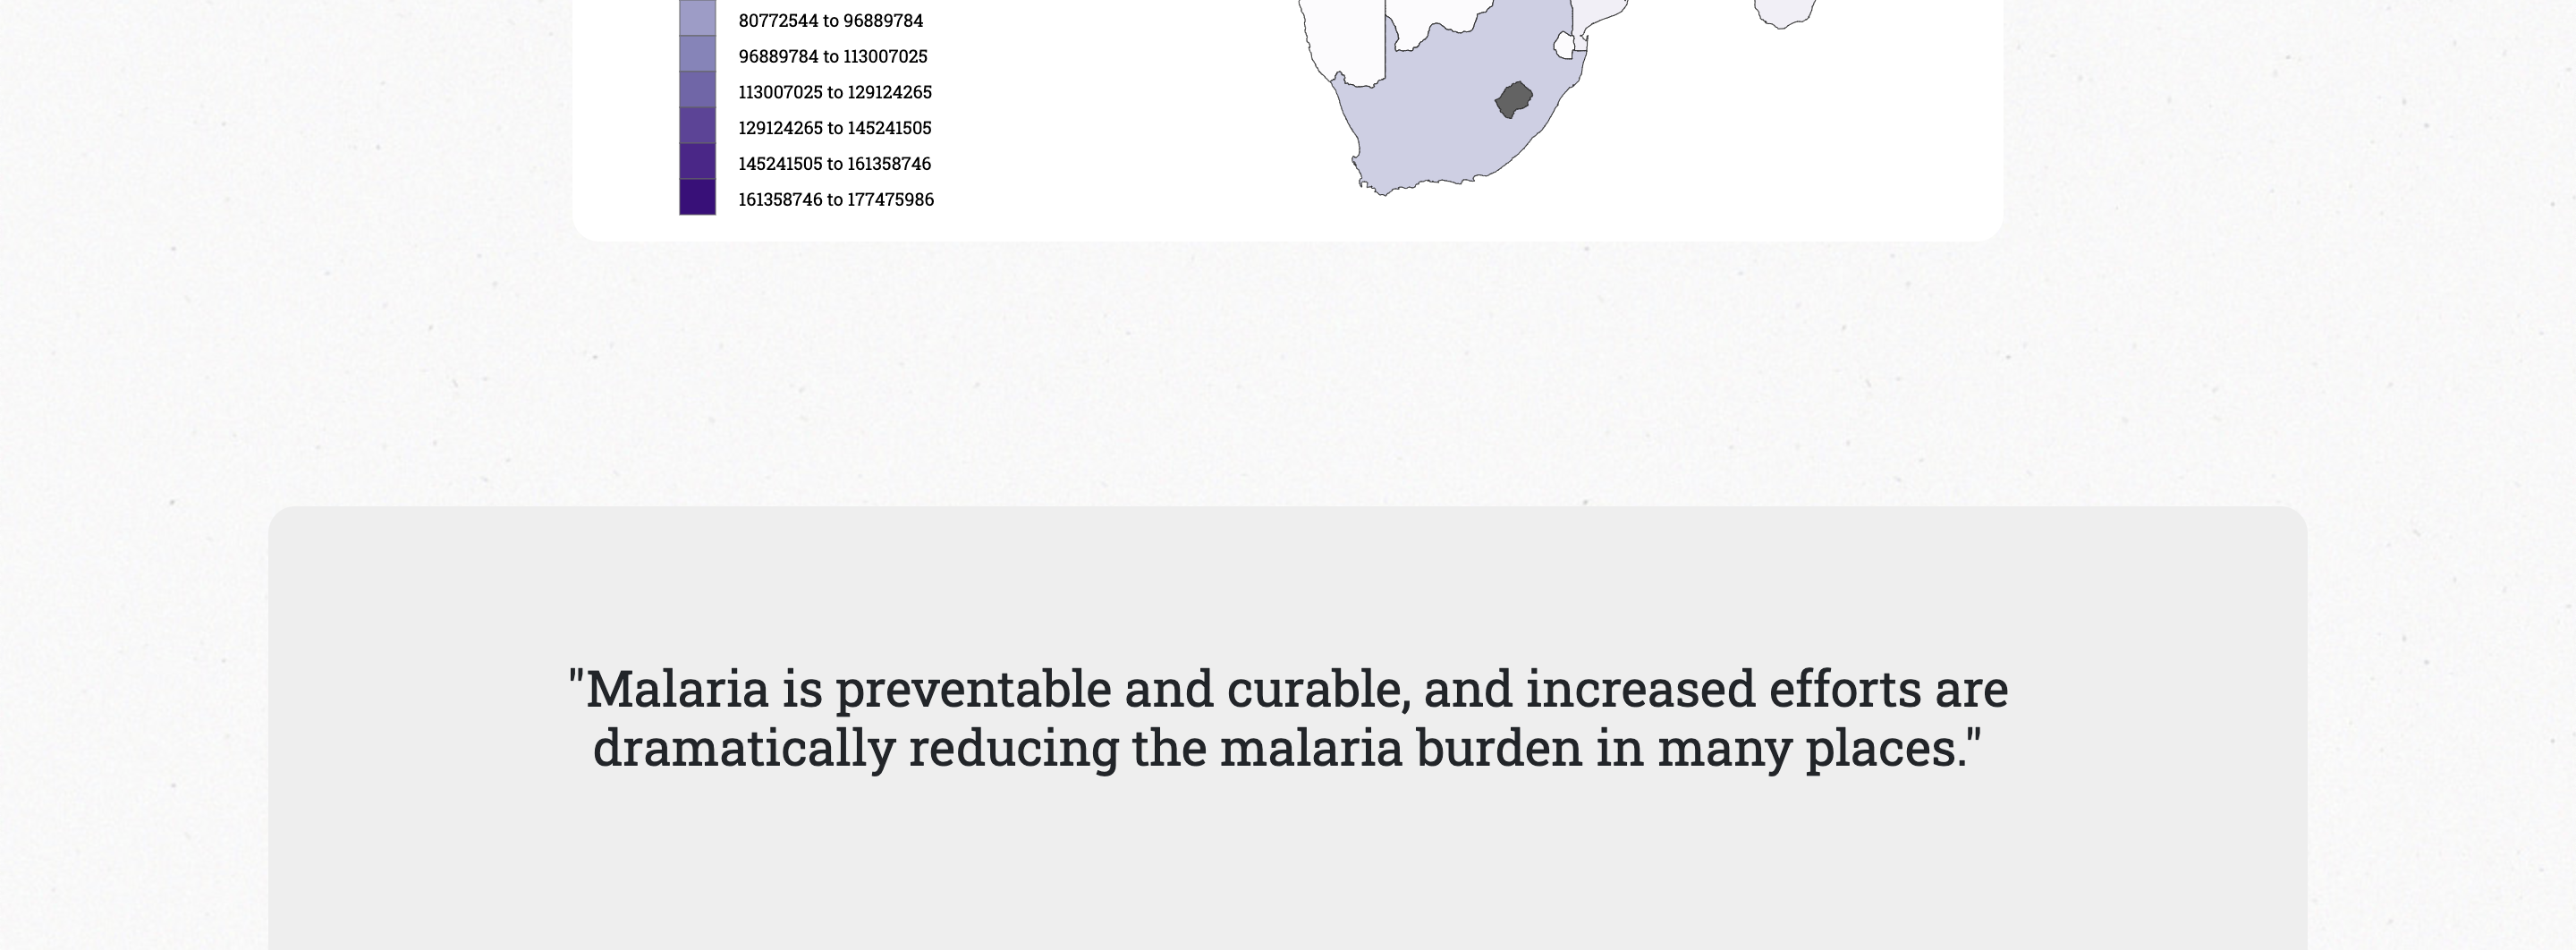 80772544 to 96889784
96889784 to 113007025
113007025 to 129124265
129124265 to 145241505
145241505 to 161358746
161358746 to 177475986
"Malaria is preventable and curable, and increased efforts are
dramatically reducing the malaria burden in many places."